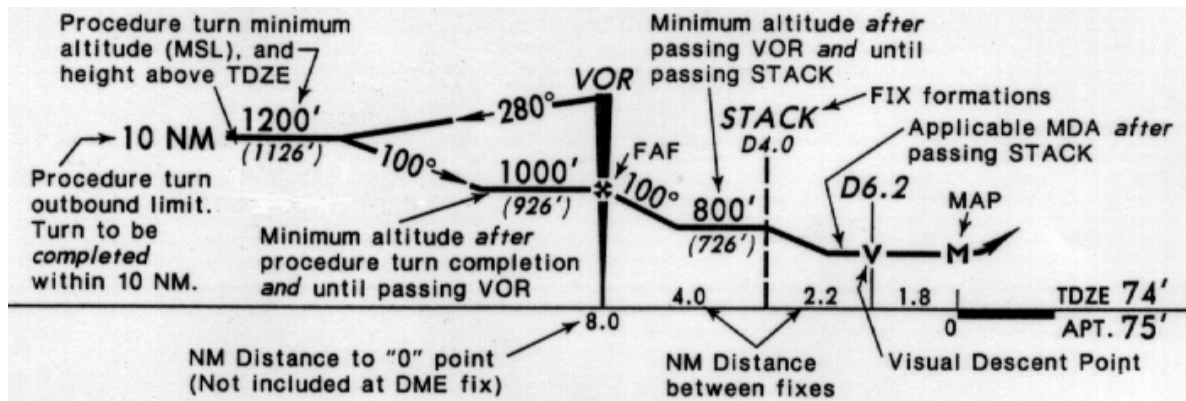 Procedure turn minimum
altitude (MSL), and
height above TDZE
Minimum altitude after
passing VOR and until
passing STACK
VOR
FIX formations
STACK
D4.0
Applicable MDA after
passing STACK
10 NM
1200'
(1126')
280°
100°
1000'
(926')
FAF
100°
800'
(726')
D6.2
MAP
V
M
Procedure turn
outbound limit.
Turn to be
completed
within 10 NM.
Minimum altitude after
procedure turn completion
and until passing VOR
4.0
2.2
1.8
TDZE 74'
8.0
0
APT. 75'
NM Distance to "0" point
(Not included at DME fix)
NM Distance
between fixes
Visual Descent Point